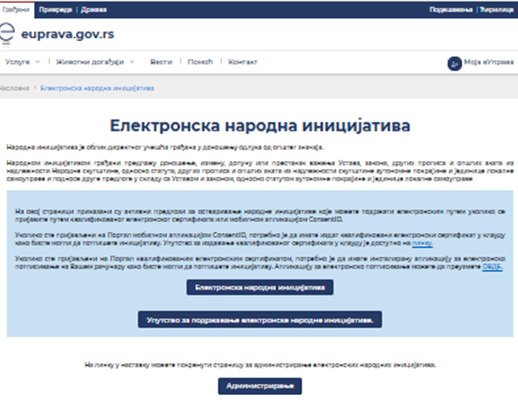 Грађани Привреда | Држава Подешавања | Ћирилица
euprava.gov.rs
Услуге | Животни догађаји | Вести | Помоћ | Контакт Моја еУправа
Насловна › Електронска народна иницијатива
Електронска народна иницијатива
Народна иницијатива је облик директног учешћа грађана у доношењу одлука од општег значаја.
Народном иницијативом грађани предлажу доношење, измену, допуну или престанак важења Устава, закона, других прописа и општих аката из
надлежности Народне скупштине, односно статута, других прописа и општих аката из надлежности скупштине аутономне покрајине и јединице локалне
самоуправе и подносе друге предлоге у складу са Уставом и законом, односно статутом аутономне покрајине и јединице локалне самоуправе
На овој страници приказани су активни предлози за остваривање народне иницијативе које можете подржати електронским путем уколико се
пријавите путем квалификованог електронског сертификата или мобилном апликацијом ConsentID.
Уколико сте пријављени на Портал мобилном апликацијом ConsentID, потребно је да имате издат квалификовани електронски сертификат у клауду
како бисте могли да потпишете иницијативу. Упутство за издавање квалификованог сертификата у клауду је доступно на линку.
Уколико сте пријављени на Портал квалификованим електронским сертификатом, потребно је да имате инсталирану апликацију за електронско
потписивање на Вашем рачунару како бисте могли да потпишете иницијативу. Апликацију за електронско потписивање можете да преузмете ОВДЕ.
Електронска народна иницијатива
Упутство за подржавање електронске народне иницијативе.
На линку у наставку можете покренути страницу за администрирање електронских народних иницијатива.
Администрирање